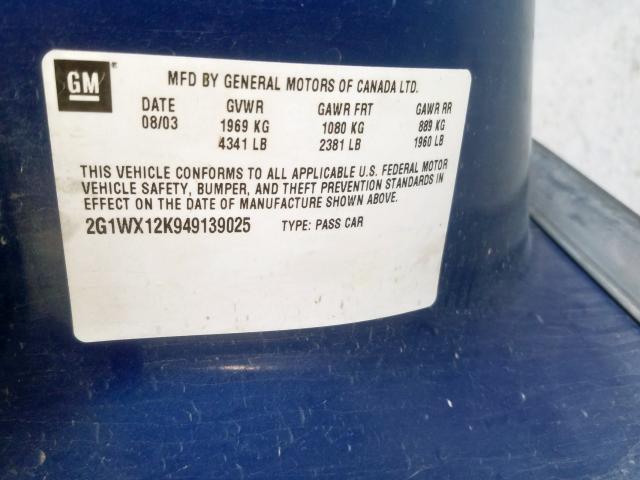 GM
MFD BY GENERAL MOTORS OF CANADA LTD.
DATE GVWR GAWR FRT GAWR RR
08/03 1969 KG 1080 KG 889 KG
4341 LB 2381 LB 1960 LB
THIS VEHICLE CONFORMS TO ALL APPLICABLE U.S. FEDERAL MOTOR
VEHICLE SAFETY, BUMPER, AND THEFT PREVENTION STANDARDS IN
EFFECT ON THE DATE OF MANUFACTURE SHOWN ABOVE.
2G1WX12K949139025 TYPE: PASS CAR